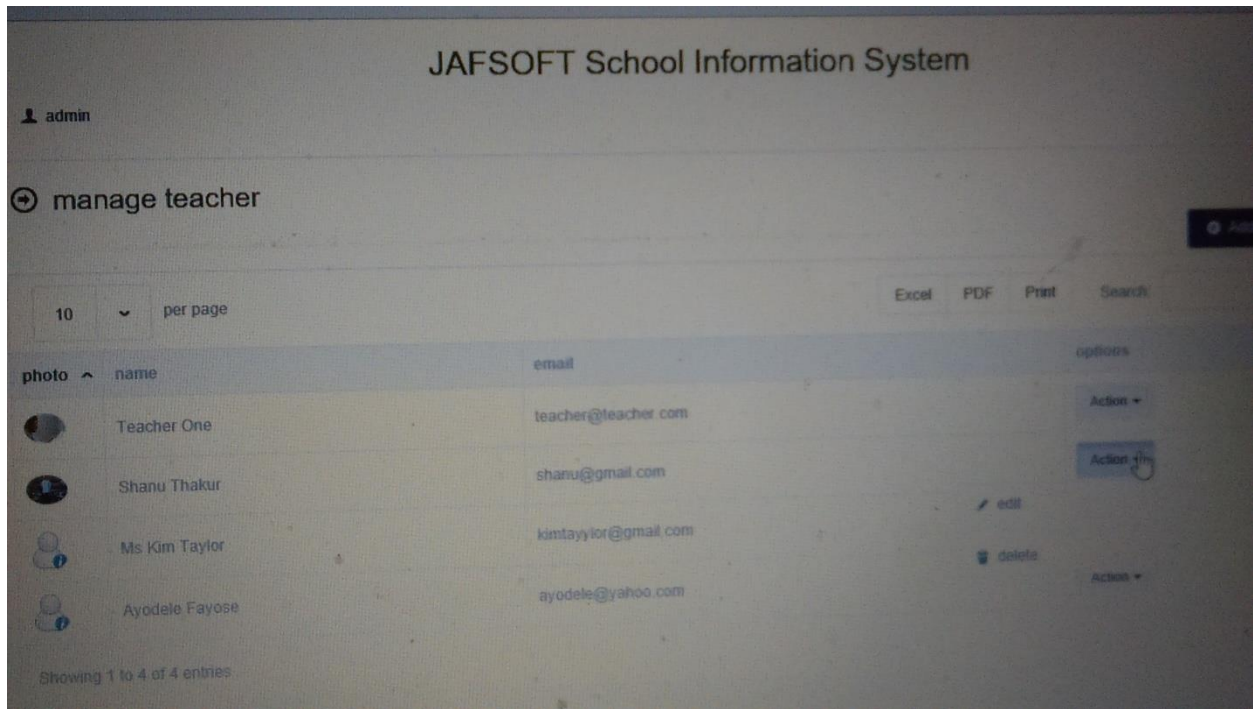 JAFSOFT School Information System
admin
manage teacher
10 per page Excel PDF Print Search:
photo name email options
Teacher One teacher@teacher.com Action
Shanu Thakur shanu@gmail.com Action
edit
Ms Kim Taylor kimtayylor@gmail.com
delete
Ayodele Fayose ayodele@yahoo.com Action
Showing 1 to 4 of 4 entries